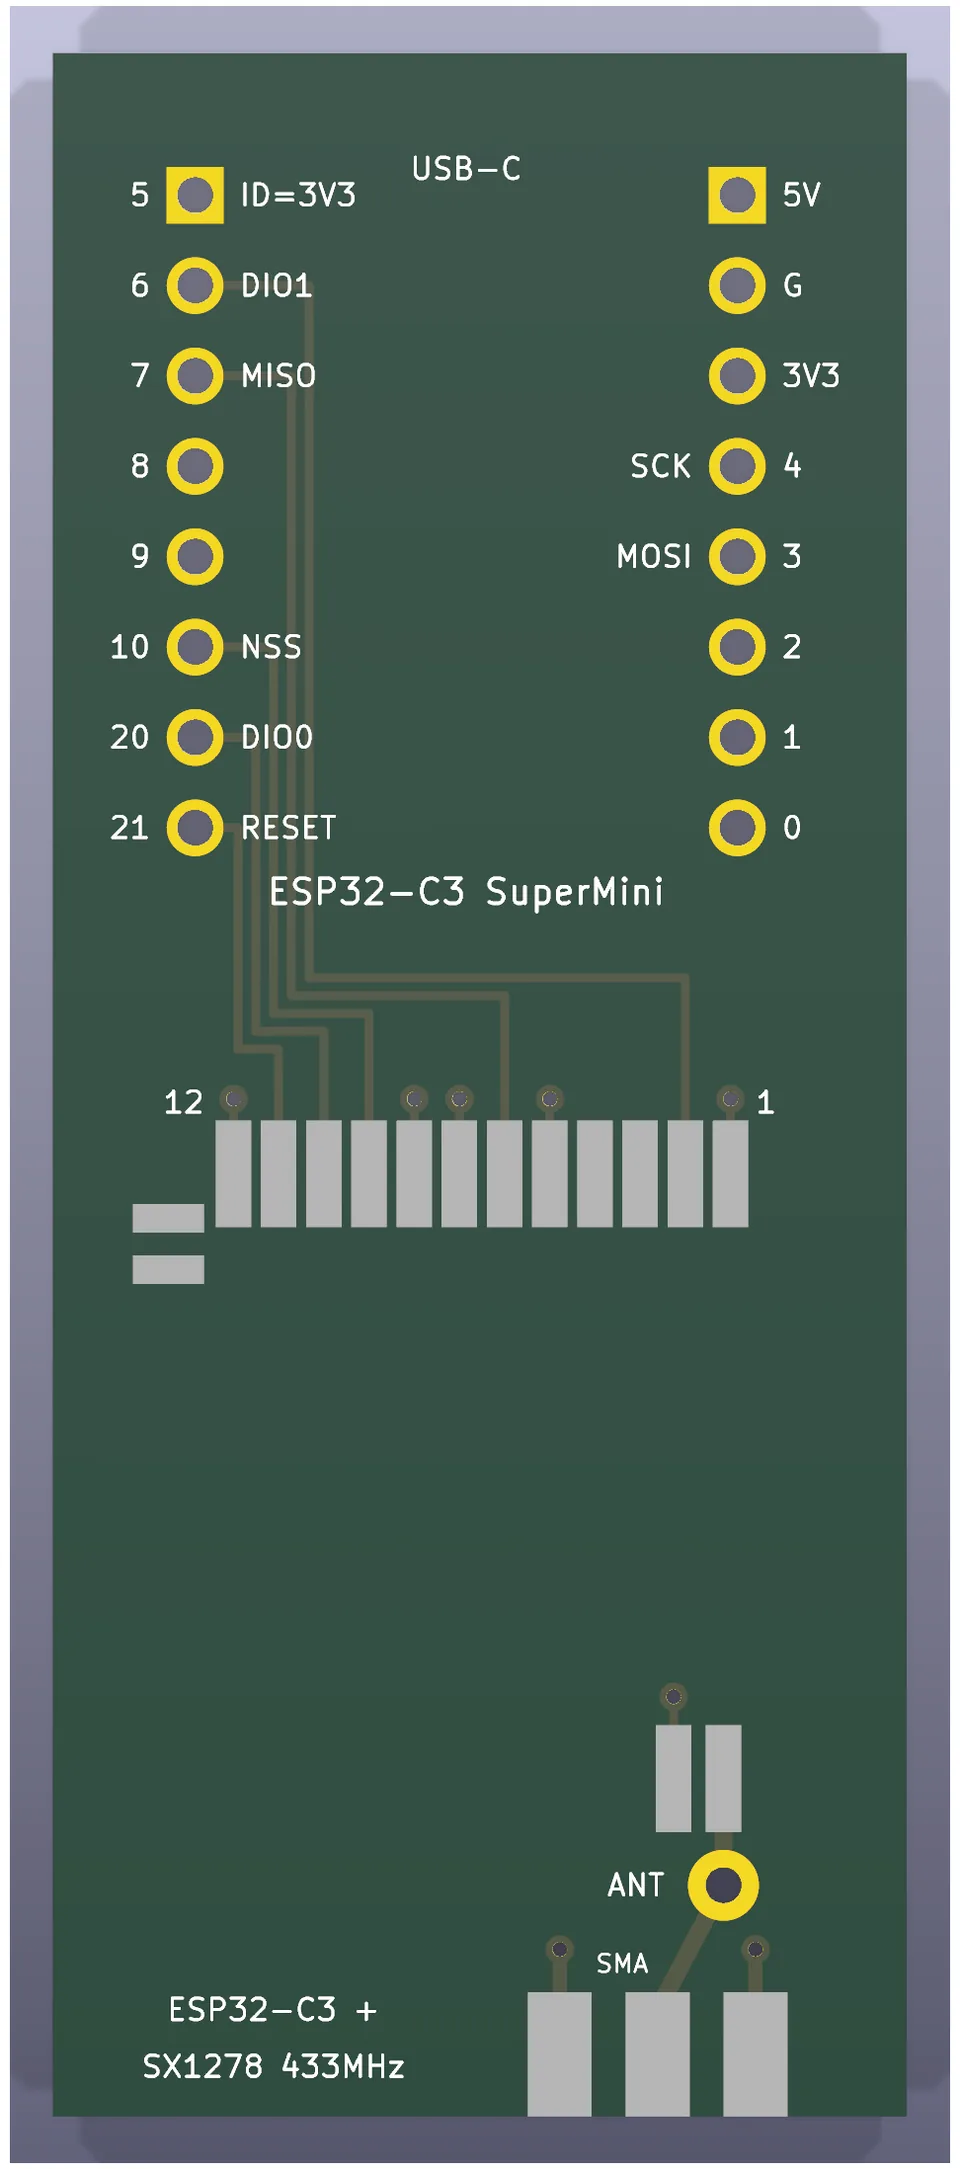 USB-C
5 ID=3V3 5V
6 DIO1 G
7 MISO 3V3
8 SCK 4
9 MOSI 3
10 NSS 2
20 DIO0 1
21 RESET 0
ESP32-C3 SuperMini
12 1
ANT
SMA
ESP32-C3 +
SX1278 433MHz